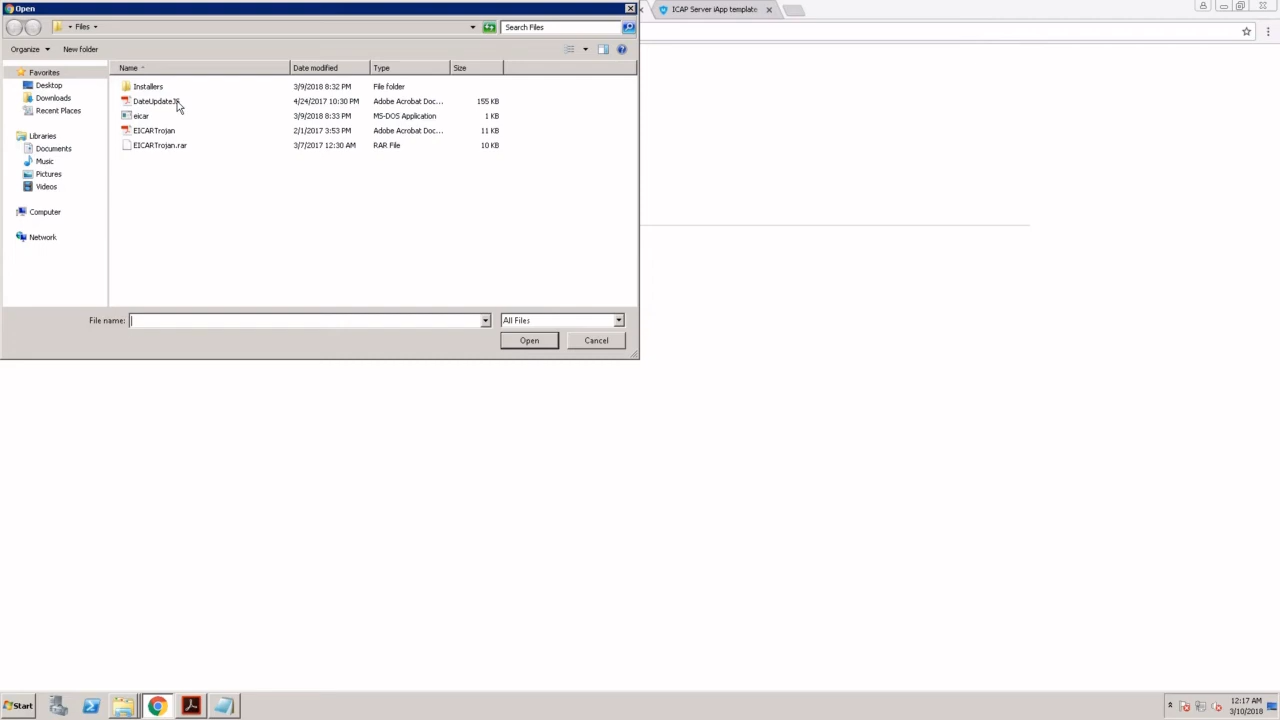 Open
ICAP Server iApp template
Files
Search Files
Organize
New folder
Name
Date modified
Type
Size
Favorites
Desktop
Downloads
Recent Places
Libraries
Documents
Music
Pictures
Videos
Computer
Network
Installers 3/9/2018 8:32 PM File folder
4/24/2017 10:30 PM Adobe Acrobat Doc... 155 KB
eicar 3/9/2018 8:33 PM MS-DOS Application 1 KB
EICARTrojan 2/1/2017 3:53 PM Adobe Acrobat Doc... 11 KB
EICARTrojan.rar 3/7/2017 12:30 AM RAR File 10 KB
File name:
All Files
Open
Cancel
Start
12:17 AM
3/10/2018